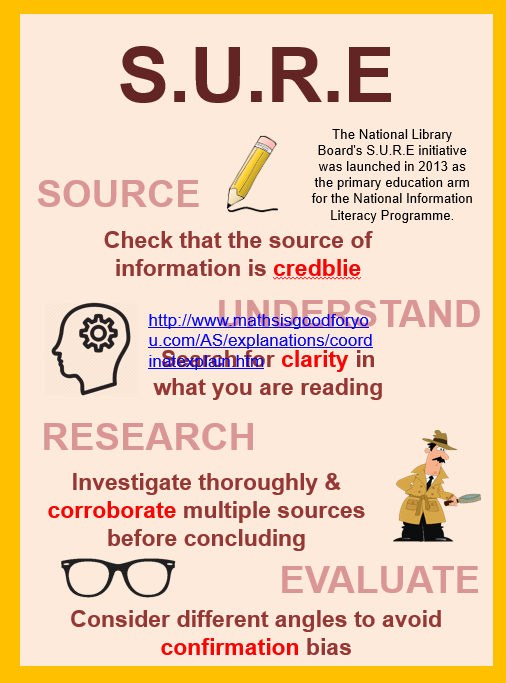 S.U.R.E
The National Library
Board's S.U.R.E initiative
was launched in 2013 as
the primary education arm
for the National Information
Literacy Programme.
SOURCE
Check that the source of
information is credblie
UNDERSTAND
http://www.mathsisgoodforyo
u.com/AS/explanations/coord
inatexplain.htm
Search for clarity in
what you are reading
RESEARCH
Investigate thoroughly &
corroborate multiple sources
before concluding
EVALUATE
Consider different angles to avoid
confirmation bias